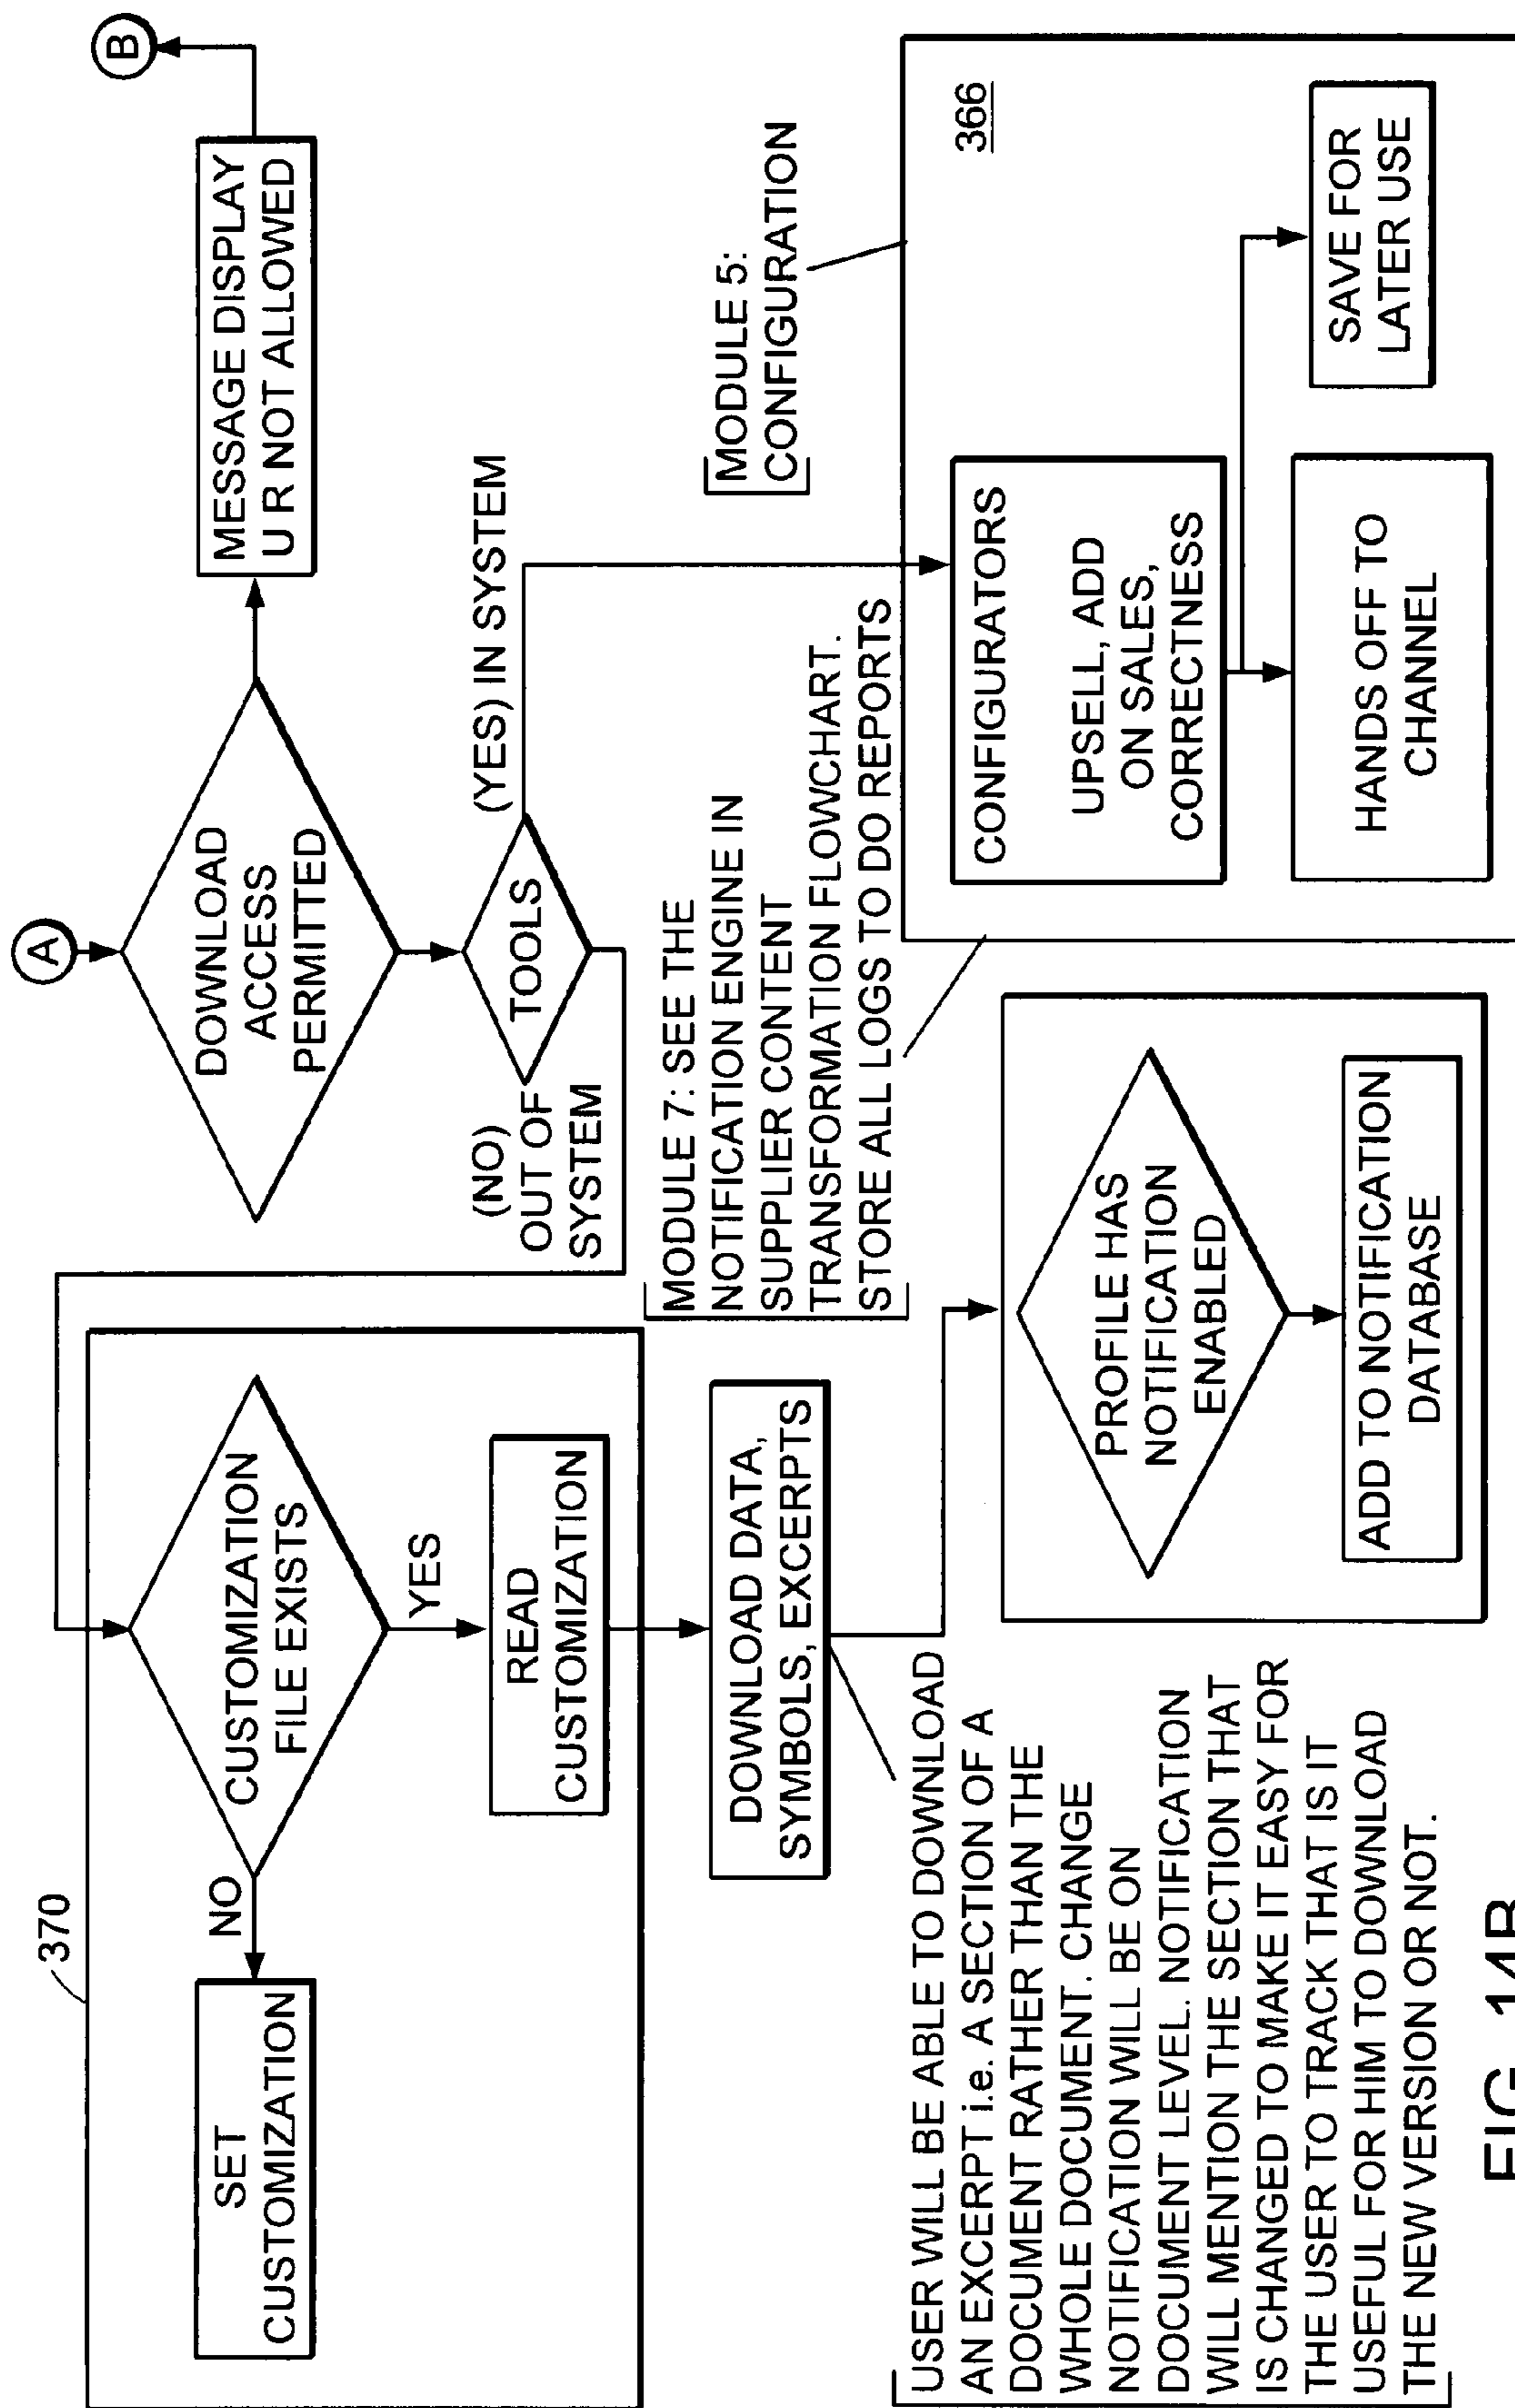 370
SET
CUSTOMIZATION
NO
CUSTOMIZATION
FILE EXISTS
YES
READ
CUSTOMIZATION
DOWNLOAD DATA,
SYMBOLS, EXCERPTS
USER WILL BE ABLE TO DOWNLOAD
AN EXCERPT i.e. A SECTION OF A
DOCUMENT RATHER THAN THE
WHOLE DOCUMENT. CHANGE
NOTIFICATION WILL BE ON
DOCUMENT LEVEL. NOTIFICATION
WILL MENTION THE SECTION THAT
IS CHANGED TO MAKE IT EASY FOR
THE USER TO TRACK THAT IS IT
USEFUL FOR HIM TO DOWNLOAD
THE NEW VERSION OR NOT.
A
DOWNLOAD
ACCESS
PERMITTED
MESSAGE DISPLAY
U R NOT ALLOWED
B
TOOLS
(YES) IN SYSTEM
(NO)
OUT OF
SYSTEM
MODULE 7: SEE THE
NOTIFICATION ENGINE IN
SUPPLIER CONTENT
TRANSFORMATION FLOWCHART.
STORE ALL LOGS TO DO REPORTS
PROFILE HAS
NOTIFICATION
ENABLED
ADD TO NOTIFICATION
DATABASE
MODULE 5:
CONFIGURATION
366
CONFIGURATORS
UPSELL, ADD
ON SALES,
CORRECTNESS
HANDS OFF TO
CHANNEL
SAVE FOR
LATER USE
FIG. 14B